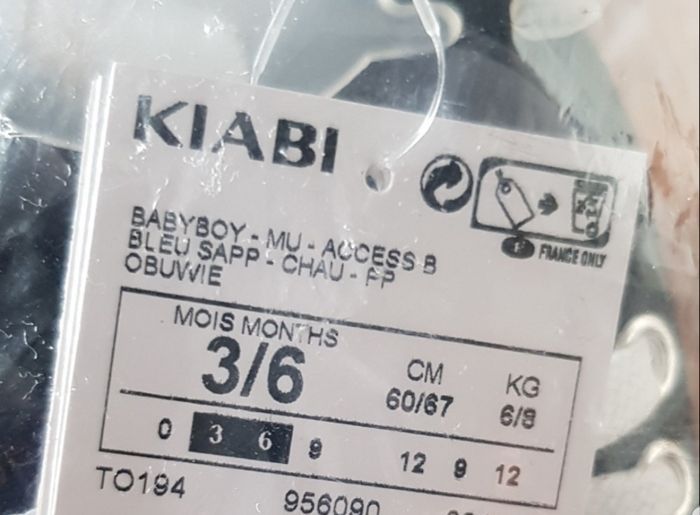 KIABI
FRANCE ONLY
BABYBOY - MU - ACCESS B
BLEU SAPP - CHAU - PP
OBUWIE
MOIS MONTHS
3/6
CM
60/67
KG
6/8
0 3 6 9 12 9 12
TO194
956090